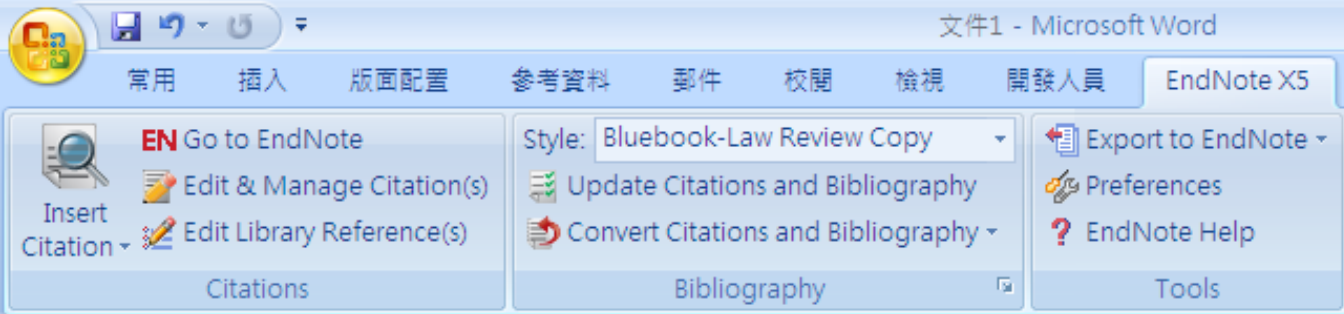 文件1 - Microsoft Word
常用 插入 版面配置 參考資料 郵件 校閱 檢視 開發人員 EndNote X5
Insert Citation
EN Go to EndNote
Edit & Manage Citation(s)
Edit Library Reference(s)
Citations
Style: Bluebook-Law Review Copy
Update Citations and Bibliography
Convert Citations and Bibliography
Bibliography
Export to EndNote
Preferences
? EndNote Help
Tools